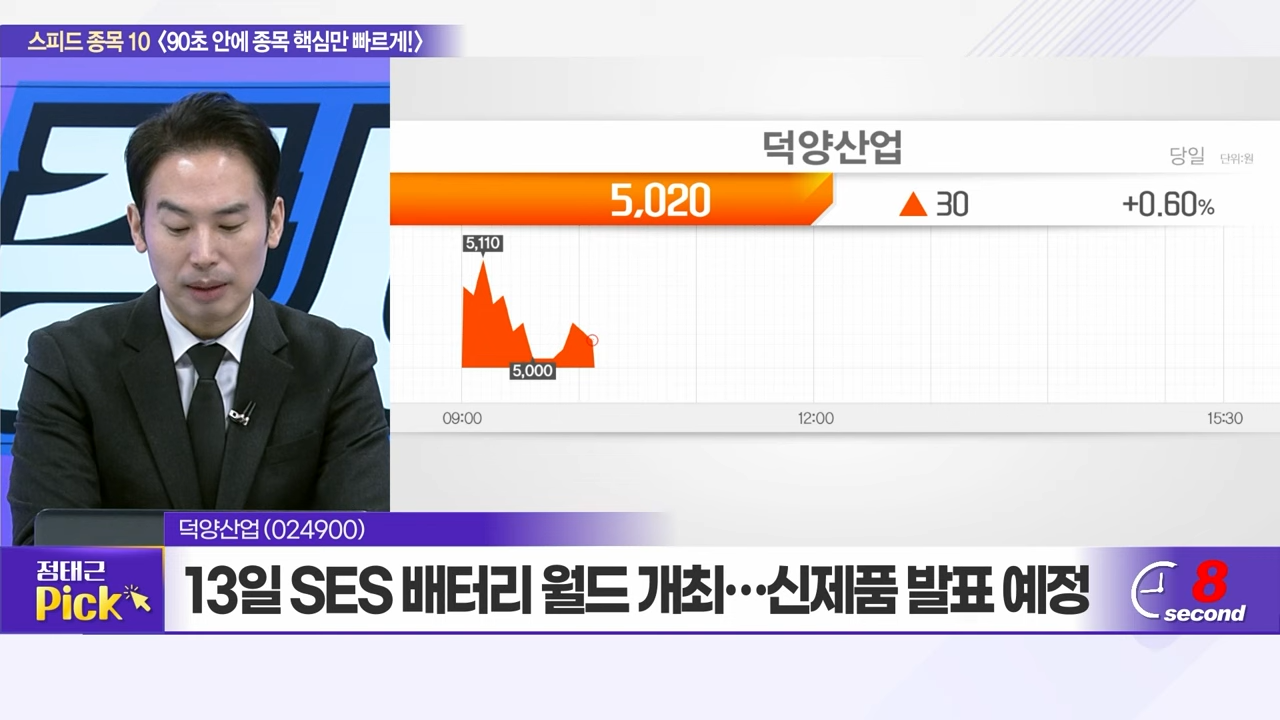 스피드 종목 10 <90초 안에 종목 핵심만 빠르게!>
덕양산업
당일 단위:원
5,020 ▲ 30 +0.60%
5,110
5,000
09:00 12:00 15:30
덕양산업(024900)
정태근
Pick
13일 SES 배터리 월드 개최…신제품 발표 예정
8
second